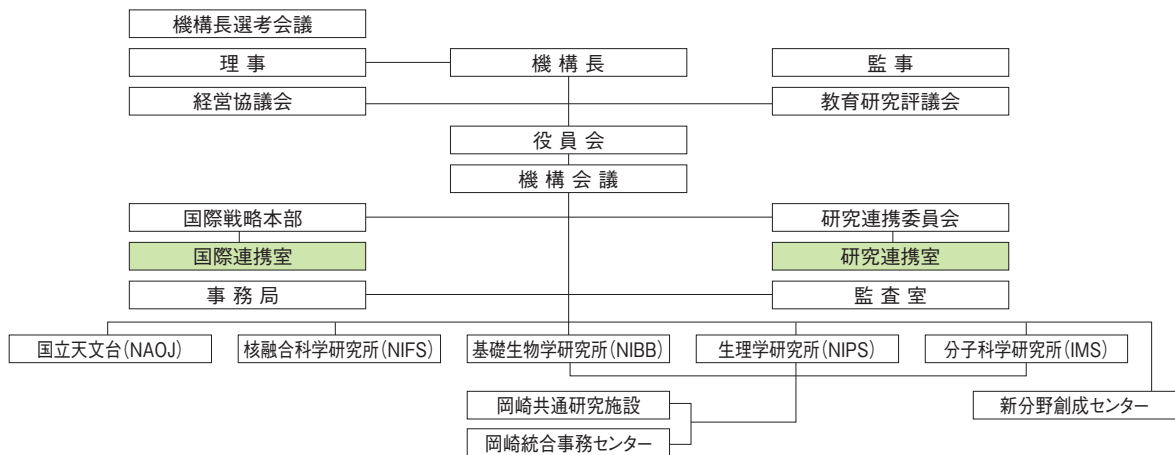 機構長選考会議
理事
機構長
監事
経営協議会
教育研究評議会
役員会
機構会議
国際戦略本部
研究連携委員会
国際連携室
研究連携室
事務局
監査室
国立天文台(NAOJ)
核融合科学研究所(NIFS)
基礎生物学研究所(NIBB)
生理学研究所(NIPS)
分子科学研究所(IMS)
岡崎共通研究施設
新分野創成センター
岡崎統合事務センター